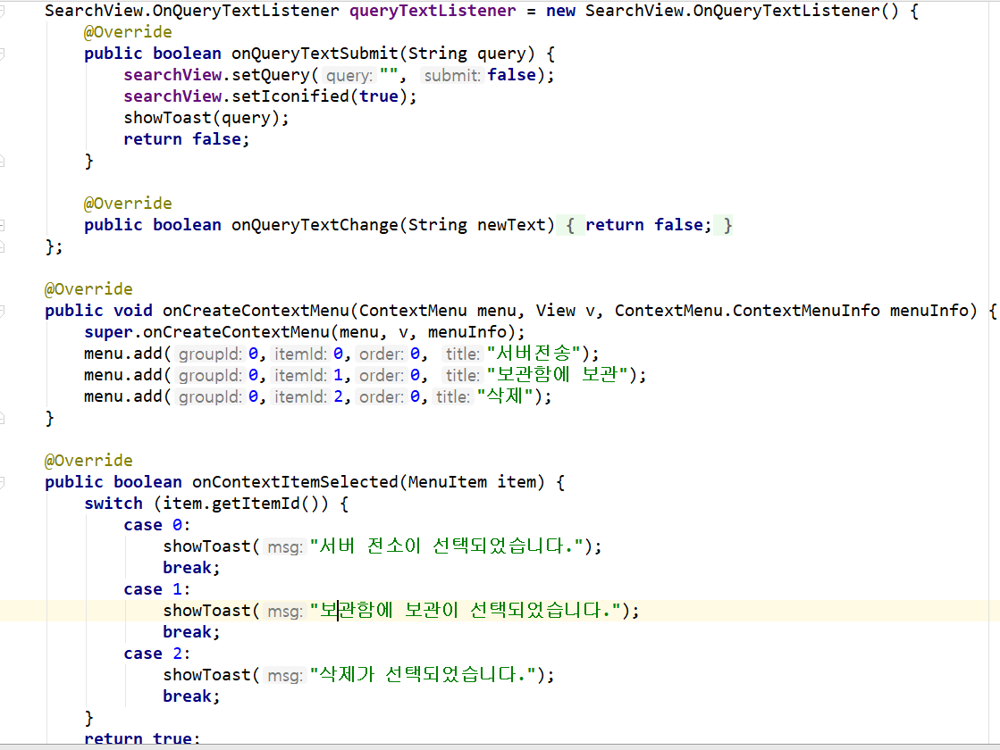 SearchView.OnQueryTextListener queryTextListener = new SearchView.OnQueryTextListener() {
@Override
public boolean onQueryTextSubmit(String query) {
searchView.setQuery( query: "", submit: false);
searchView.setIconified(true);
showToast(query);
return false;
}
@Override
public boolean onQueryTextChange(String newText) { return false; }
};
@Override
public void onCreateContextMenu(ContextMenu menu, View v, ContextMenu.ContextMenuInfo menuInfo) {
super.onCreateContextMenu(menu, v, menuInfo);
menu.add( groupId: 0, itemId: 0, order: 0, title: "서버전송");
menu.add( groupId: 0, itemId: 1, order: 0, title: "보관함에 보관");
menu.add( groupId: 0, itemId: 2, order: 0, title: "삭제");
}
@Override
public boolean onContextItemSelected(MenuItem item) {
switch (item.getItemId()) {
case 0:
showToast( msg: "서버 전소이 선택되었습니다.");
break;
case 1:
showToast( msg: "보관함에 보관이 선택되었습니다.");
break;
case 2:
showToast( msg: "삭제가 선택되었습니다.");
break;
}
return true;